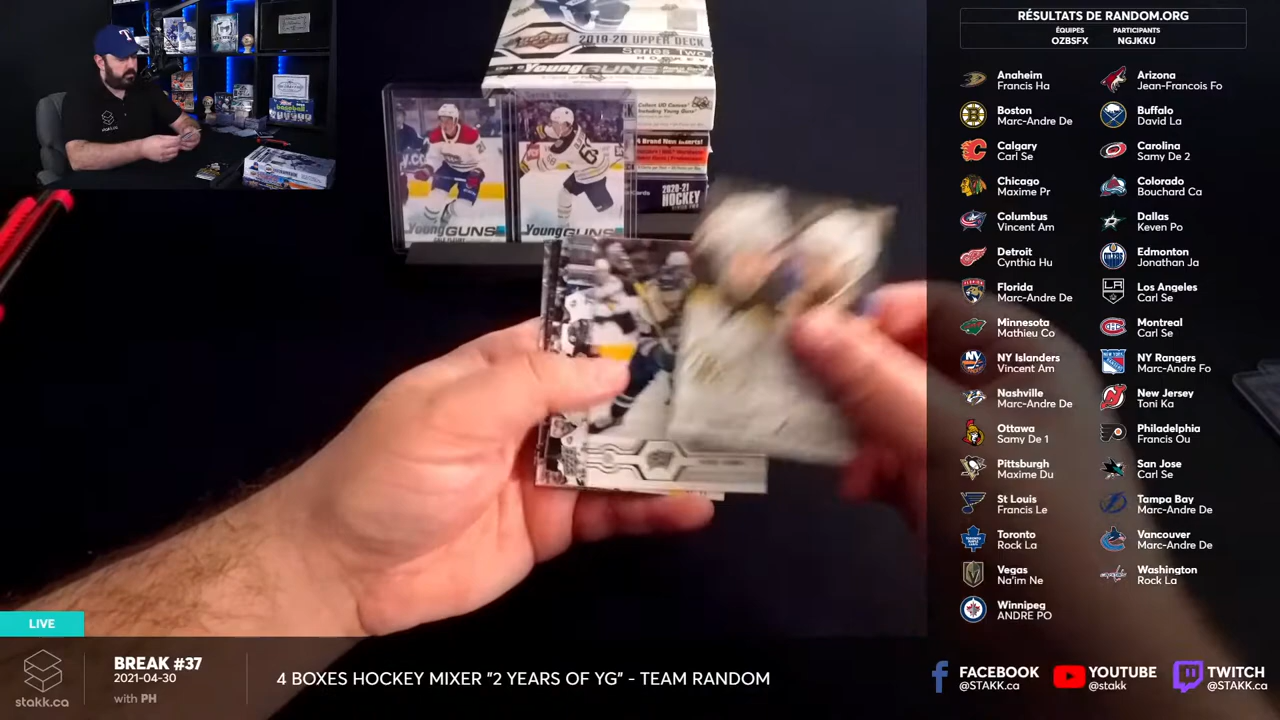 RÉSULTATS DE RANDOM.ORG
ÉQUIPES
OZBSFX
PARTICIPANTS
NGJKKU
Anaheim
Francis Ha
Arizona
Jean-Francois Fo
Boston
Marc-Andre De
Buffalo
David La
Calgary
Carl Se
Carolina
Samy De 2
Chicago
Maxime Pr
Colorado
Bouchard Ca
Columbus
Vincent Am
Dallas
Keven Po
Detroit
Cynthia Hu
Edmonton
Jonathan Ja
Florida
Marc-Andre De
Los Angeles
Carl Se
Minnesota
Mathieu Co
Montreal
Carl Se
NY Islanders
Vincent Am
NY Rangers
Marc-Andre Fo
Nashville
Marc-Andre De
New Jersey
Toni Ka
Ottawa
Samy De 1
Philadelphia
Francis Ou
Pittsburgh
Maxime Du
San Jose
Carl Se
St Louis
Francis Le
Tampa Bay
Marc-Andre De
Toronto
Rock La
Vancouver
Marc-Andre De
Vegas
Na'im Ne
Washington
Rock La
Winnipeg
ANDRE PO
2019-20 UPPER DECK
Series Two
HOCKEY
Young GUNS
2020-21
HOCKEY
Young GUNS
Young GUNS
stakk.ca
LIVE
stakk.ca
BREAK #37
2021-04-30
with PH
4 BOXES HOCKEY MIXER "2 YEARS OF YG" - TEAM RANDOM
FACEBOOK
@STAKK.ca
YOUTUBE
@stakk
TWITCH
@STAKK.ca